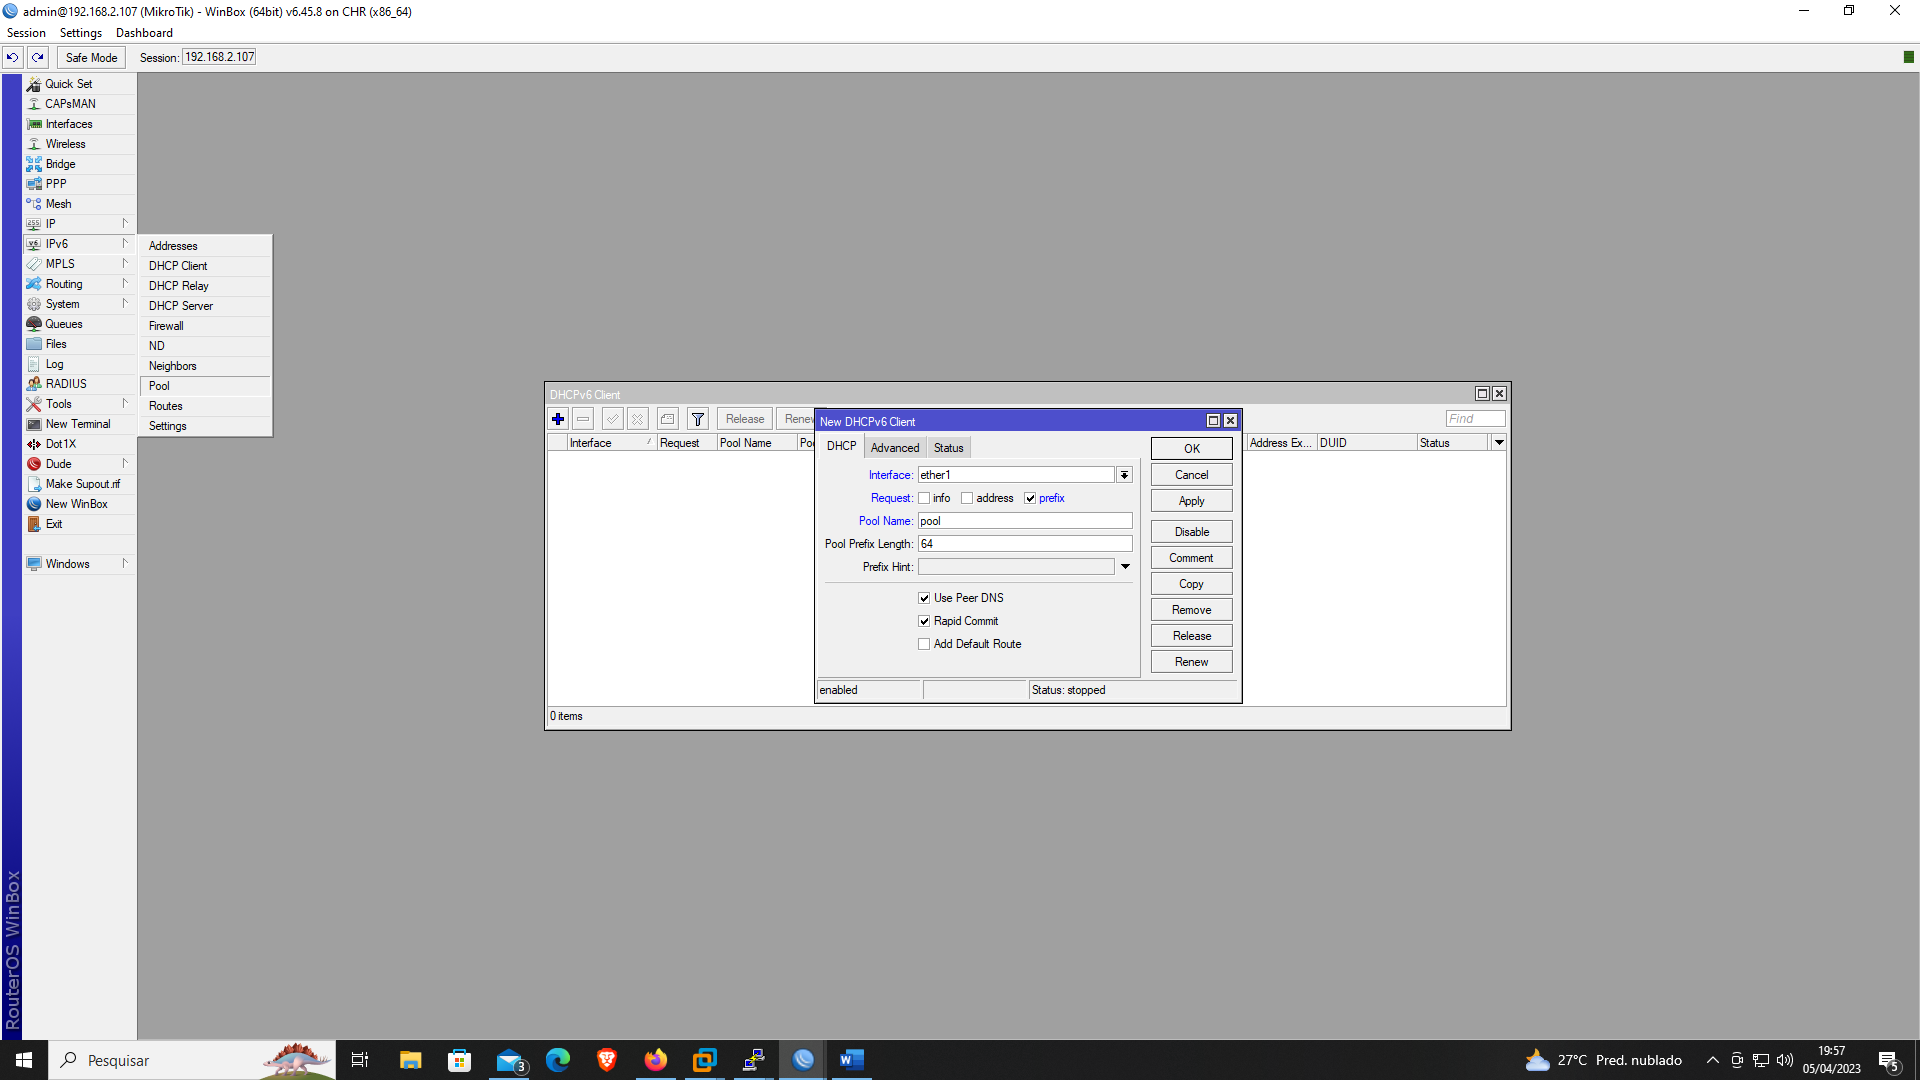 admin@192.168.2.107 (MikroTik) - WinBox (64bit) v6.45.8 on CHR (x86_64)
Session Settings Dashboard
Safe Mode Session: 192.168.2.107
Quick Set
CAPsMAN
Interfaces
Wireless
Bridge
PPP
Mesh
IP
IPv6
MPLS
Routing
System
Queues
Files
Log
RADIUS
Tools
New Terminal
Dot1X
Dude
Make Supout.rif
New WinBox
Exit
Windows
RouterOS WinBox
Addresses
DHCP Client
DHCP Relay
DHCP Server
Firewall
ND
Neighbors
Pool
Routes
Settings
DHCPv6 Client
Release Renew Find
Interface Request Pool Name Po Address Ex... DUID Status
0 items
New DHCPv6 Client
DHCP Advanced Status
Interface: ether1
Request: info address prefix
Pool Name: pool
Pool Prefix Length: 64
Prefix Hint:
Use Peer DNS
Rapid Commit
Add Default Route
OK
Cancel
Apply
Disable
Comment
Copy
Remove
Release
Renew
enabled Status: stopped
Pesquisar
3
27°C Pred. nublado
19:57
05/04/2023
5